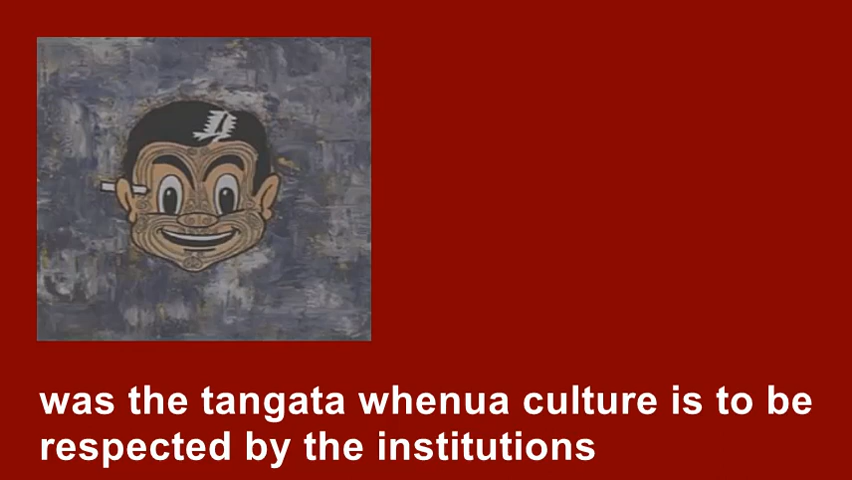 was the tangata whenua culture is to be
respected by the institutions